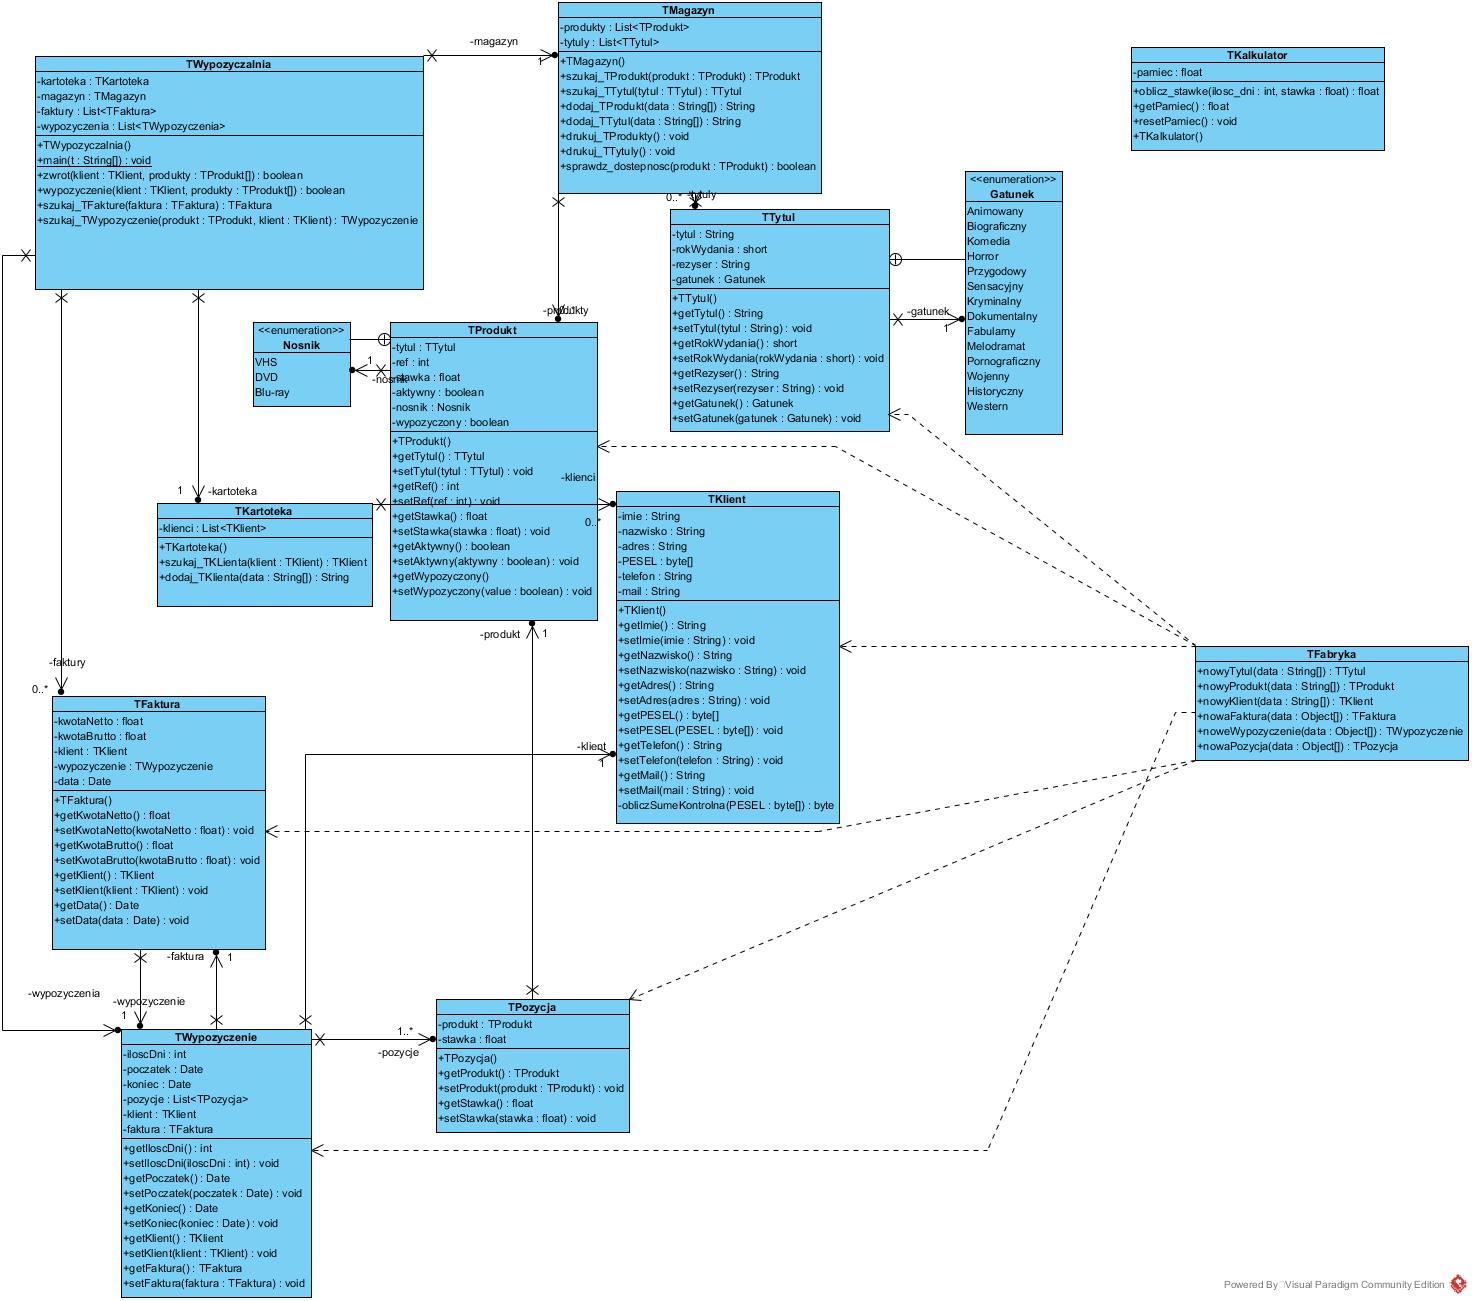 TMagazyn
-produkty : List<TProdukt>
-tytuly : List<TTytul>
+TMagazyn()
+szukaj_TProdukt(produkt : TProdukt) : TProdukt
+szukaj_TTytul(tytul : TTytul) : TTytul
+dodaj_TProdukt(data : String[]) : String
+dodaj_TTytul(data : String[]) : String
+drukuj_TProdukty() : void
+drukuj_TTytuly() : void
+sprawdz_dostepnosc(produkt : TProdukt) : boolean
-magazyn
1
TWypozyczalnia
-kartoteka : TKartoteka
-magazyn : TMagazyn
-faktury : List<TFaktura>
-wypozyczenia : List<TWypozyczenia>
+TWypozyczalnia()
+main(t : String[]) : void
+zwrot(klient : TKlient, produkty : TProdukt[]) : boolean
+wypozyczenie(klient : TKlient, produkty : TProdukt[]) : boolean
+szukaj_TFakture(faktura : TFaktura) : TFaktura
+szukaj_TWypozyczenie(produkt : TProdukt, klient : TKlient) : TWypozyczenie
TKalkulator
-pamiec : float
+oblicz_stawke(ilosc_dni : int, stawka : float) : float
+getPamiec() : float
+resetPamiec() : void
+TKalkulator()
<<enumeration>>
Gatunek
Animowany
Biograficzny
Komedia
Horror
Przygodowy
Sensacyjny
Kryminalny
Dokumentalny
Fabularny
Melodramat
Pornograficzny
Wojenny
Historyczny
Western
0..*
-tytuly
TTytul
-tytul : String
-rokWydania : short
-rezyser : String
-gatunek : Gatunek
+TTytul()
+getTytul() : String
+setTytul(tytul : String) : void
+getRokWydania() : short
+setRokWydania(rokWydania : short) : void
+getRezyser() : String
+setRezyser(rezyser : String) : void
+getGatunek() : Gatunek
+setGatunek(gatunek : Gatunek) : void
-gatunek
1
-produkty
<<enumeration>>
Nosnik
VHS
DVD
Blu-ray
1
-nosnik
TProdukt
-tytul : TTytul
-ref : int
-stawka : float
-aktywny : boolean
-nosnik : Nosnik
-wypozyczony : boolean
+TProdukt()
+getTytul() : TTytul
+setTytul(tytul : TTytul) : void
+getRef() : int
+setRef(ref : int) : void
+getStawka() : float
+setStawka(stawka : float) : void
+getAktywny() : boolean
+setAktywny(aktywny : boolean) : void
+getWypozyczony()
+setWypozyczony(value : boolean) : void
-klienci
0..*
1
-kartoteka
TKartoteka
-klienci : List<TKlient>
+TKartoteka()
+szukaj_TKLienta(klient : TKlient) : TKlient
+dodaj_TKlienta(data : String[]) : String
TKlient
-imie : String
-nazwisko : String
-adres : String
-PESEL : byte[]
-telefon : String
-mail : String
+TKlient()
+getImie() : String
+setImie(imie : String) : void
+getNazwisko() : String
+setNazwisko(nazwisko : String) : void
+getAdres() : String
+setAdres(adres : String) : void
+getPESEL() : byte[]
+setPESEL(PESEL : byte[]) : void
+getTelefon() : String
+setTelefon(telefon : String) : void
+getMail() : String
+setMail(mail : String) : void
-obliczSumeKontrolna(PESEL : byte[]) : byte
-produkt
1
TFabryka
+nowyTytul(data : String[]) : TTytul
+nowyProdukt(data : String[]) : TProdukt
+nowyKlient(data : String[]) : TKlient
+nowaFaktura(data : Object[]) : TFaktura
+noweWypozyczenie(data : Object[]) : TWypozyczenie
+nowaPozycja(data : Object[]) : TPozycja
-faktury
0..*
TFaktura
-kwotaNetto : float
-kwotaBrutto : float
-klient : TKlient
-wypozyczenie : TWypozyczenie
-data : Date
+TFaktura()
+getKwotaNetto() : float
+setKwotaNetto(kwotaNetto : float) : void
+getKwotaBrutto() : float
+setKwotaBrutto(kwotaBrutto : float) : void
+getKlient() : TKlient
+setKlient(klient : TKlient) : void
+getData() : Date
+setData(data : Date) : void
-klient
1
-faktura
1
-wypozyczenia
-wypozyczenie
1
TWypozyczenie
-iloscDni : int
-poczatek : Date
-koniec : Date
-pozycje : List<TPozycja>
-klient : TKlient
-faktura : TFaktura
+getIloscDni() : int
+setIloscDni(iloscDni : int) : void
+getPoczatek() : Date
+setPoczatek(poczatek : Date) : void
+getKoniec() : Date
+setKoniec(koniec : Date) : void
+getKlient() : TKlient
+setKlient(klient : TKlient) : void
+getFaktura() : TFaktura
+setFaktura(faktura : TFaktura) : void
1..*
-pozycje
TPozycja
-produkt : TProdukt
-stawka : float
+TPozycja()
+getProdukt() : TProdukt
+setProdukt(produkt : TProdukt) : void
+getStawka() : float
+setStawka(stawka : float) : void
Powered By Visual Paradigm Community Edition